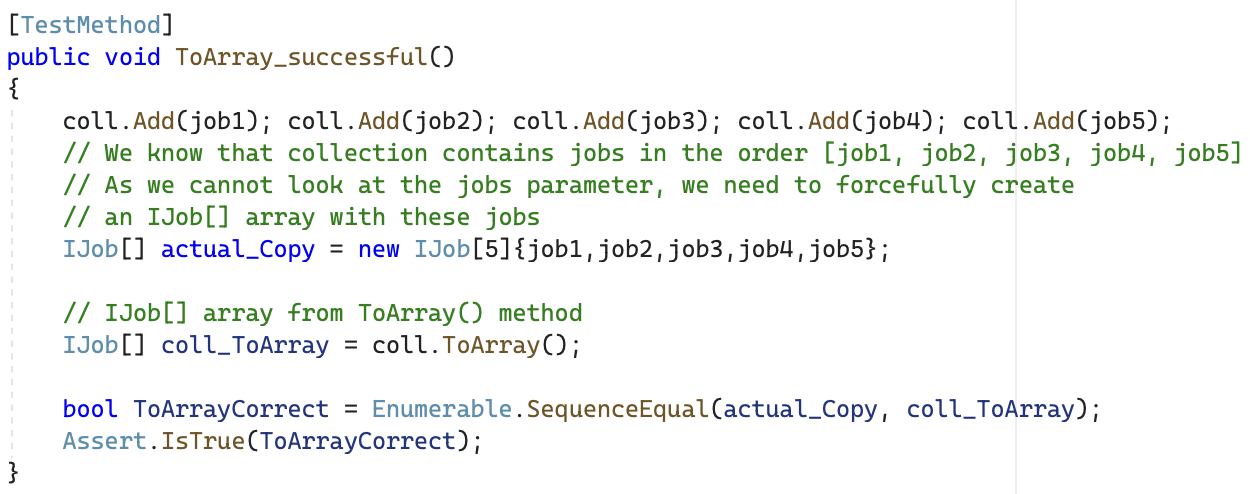 [TestMethod]
public void ToArray_successful()
{
    coll.Add(job1); coll.Add(job2); coll.Add(job3); coll.Add(job4); coll.Add(job5);
    // We know that collection contains jobs in the order [job1, job2, job3, job4, job5]
    // As we cannot look at the jobs parameter, we need to forcefully create
    // an IJob[] array with these jobs
    IJob[] actual_Copy = new IJob[5]{job1,job2,job3,job4,job5};
    // IJob[] array from ToArray() method
    IJob[] coll_ToArray = coll.ToArray();
    bool ToArrayCorrect = Enumerable.SequenceEqual(actual_Copy, coll_ToArray);
    Assert.IsTrue(ToArrayCorrect);
}